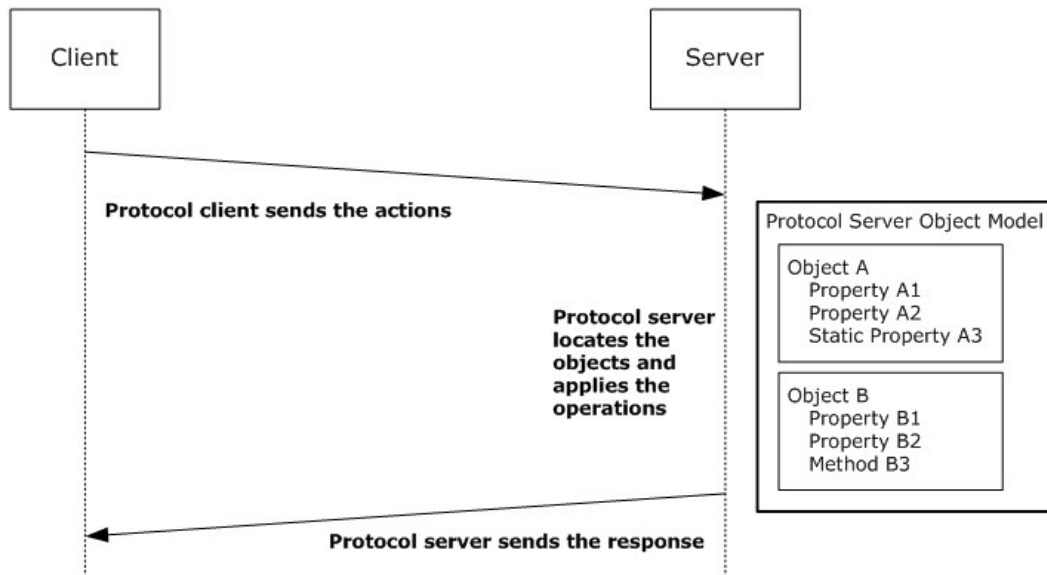 Client
Server
Protocol client sends the actions
Protocol Server Object Model
Object A
Property A1
Property A2
Static Property A3
Protocol server
locates the
objects and
applies the
operations
Object B
Property B1
Property B2
Method B3
Protocol server sends the response